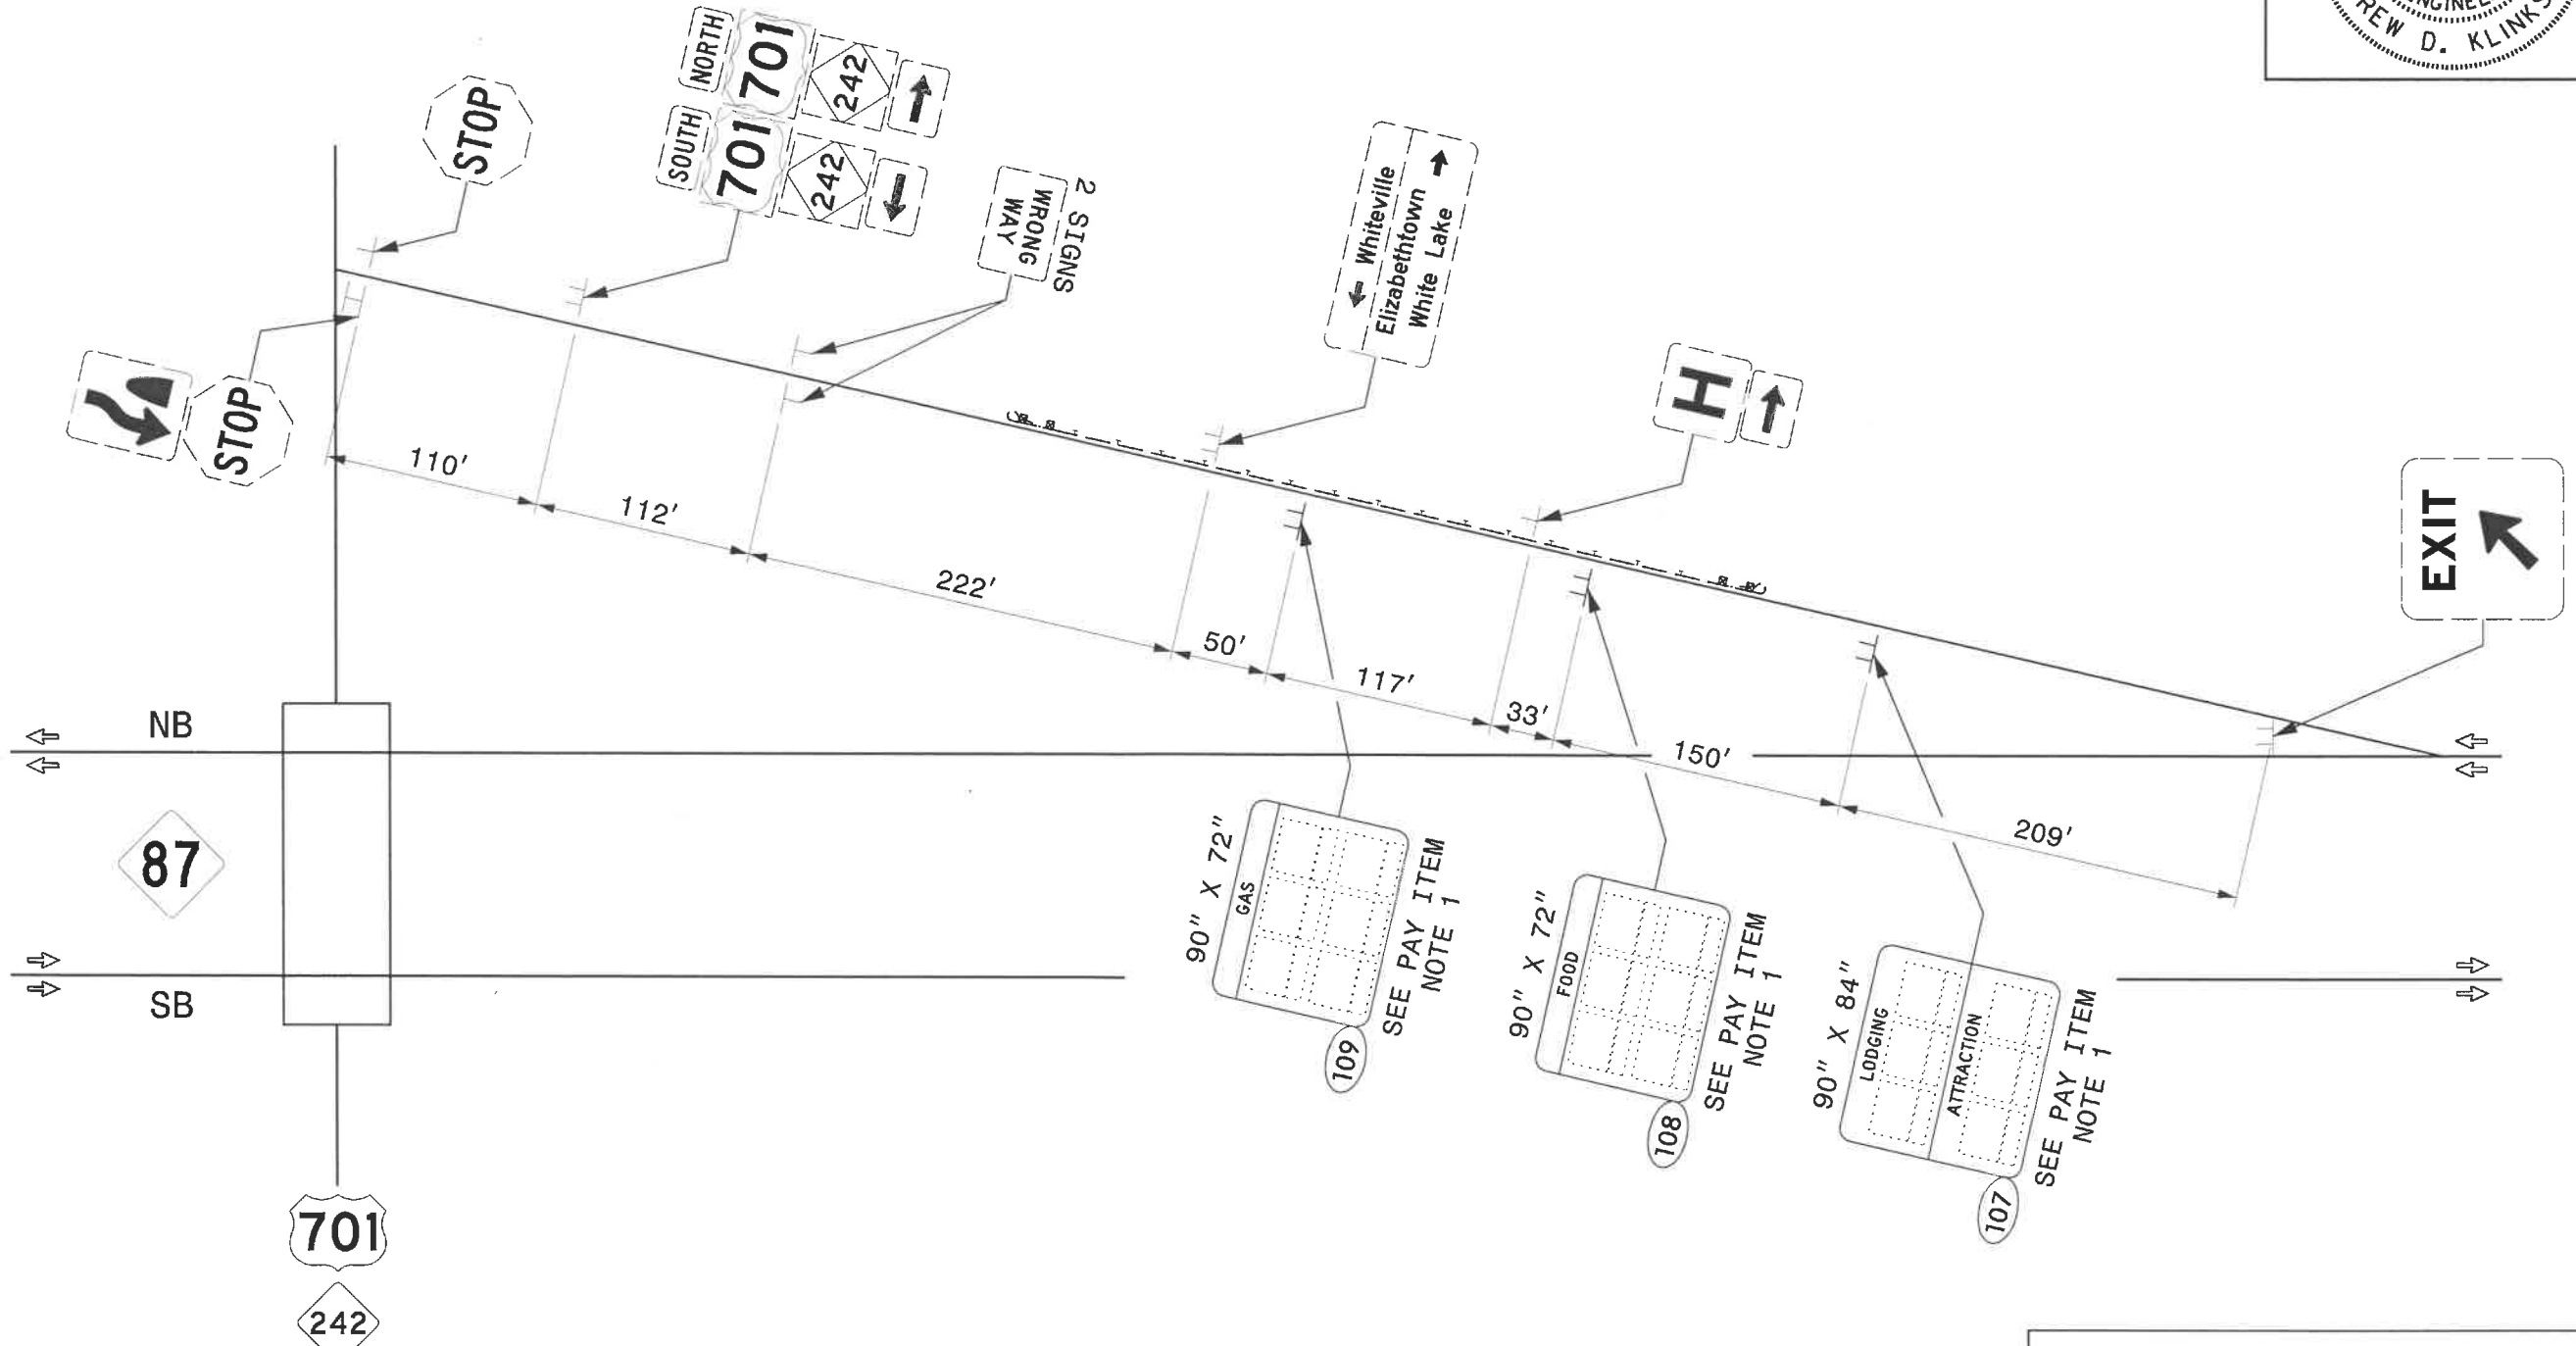 ENGINEE
REW D. KLINKS
STOP
NORTH
701
242
SOUTH
701
242
2 SIGNS
WRONG
WAY
Whiteville
Elizabethtown
White Lake
H
EXIT
STOP
110'
112'
222'
50'
117'
33'
150'
209'
NB
87
SB
701
242
90" X 72"
GAS
SEE PAY ITEM
NOTE 1
109
90" X 72"
FOOD
SEE PAY ITEM
NOTE 1
108
90" X 84"
LODGING
ATTRACTION
SEE PAY ITEM
NOTE 1
107